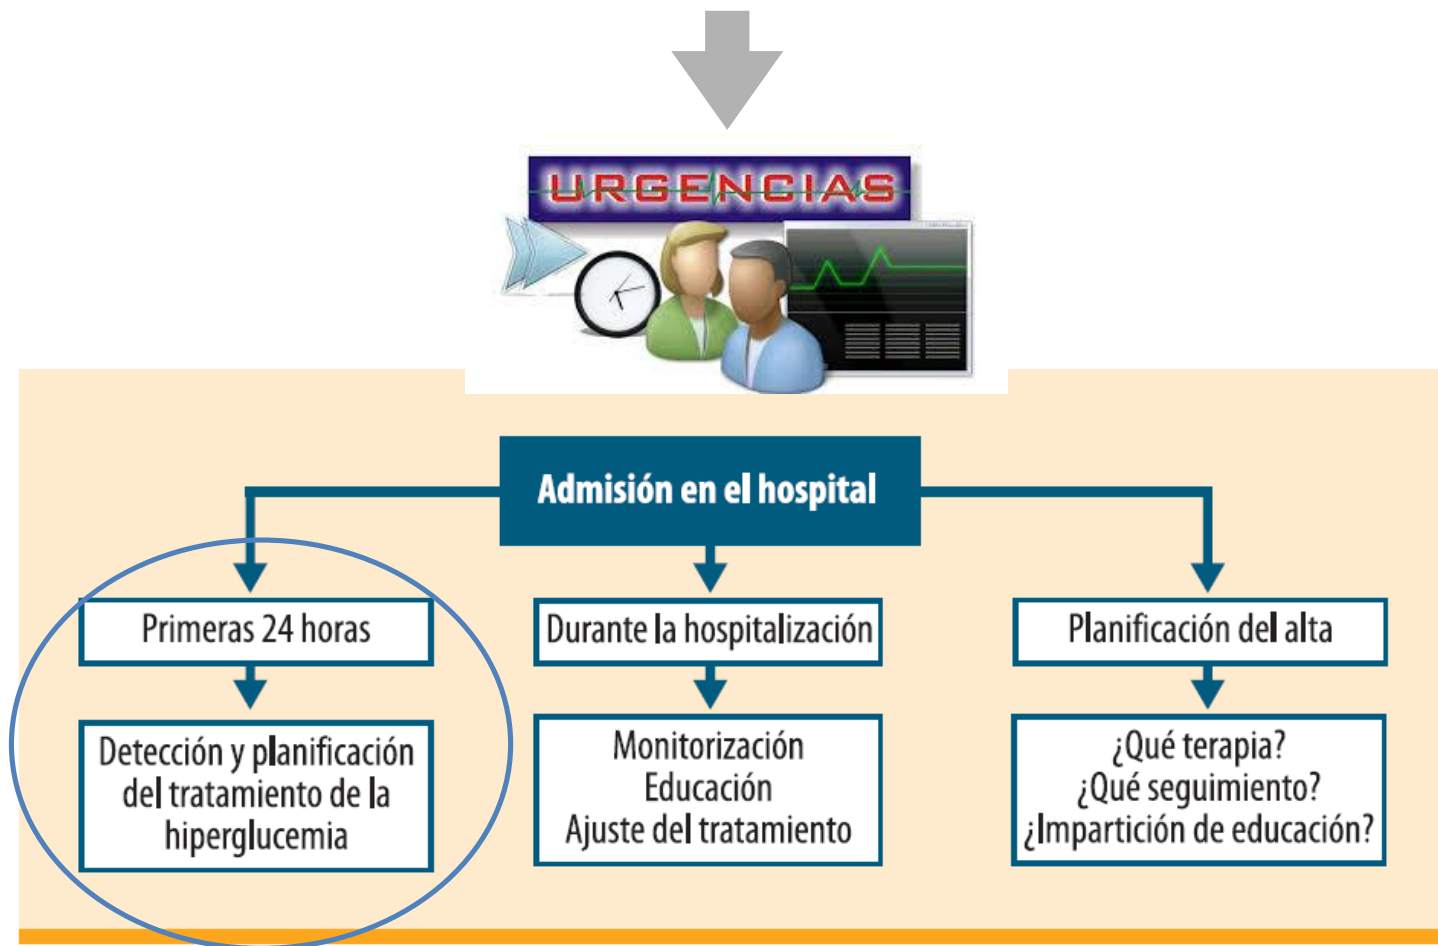 URGENCIAS
Admisión en el hospital
Primeras 24 horas
Detección y planificación
del tratamiento de la
hiperglucemia
Durante la hospitalización
Monitorización
Educación
Ajuste del tratamiento
Planificación del alta
¿Qué terapia?
¿Qué seguimiento?
¿Impartición de educación?